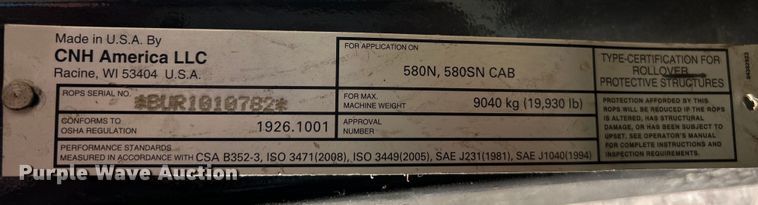 Made in U.S.A. By
CNH America LLC
Racine, WI 53404 U.S.A.
FOR APPLICATION ON
580N, 580SN CAB
TYPE-CERTIFICATION FOR
ROLLOVER
PROTECTIVE STRUCTURES
ROPS SERIAL NO.
*BUR1010782*
FOR MAX.
MACHINE WEIGHT
9040 kg (19,930 lb)
PROTECTION AFFORDED BY THIS
ROPS WILL BE REDUCED IF THE ROPS
IS ALTERED, HAS STRUCTURAL
DAMAGE, OR HAS BEEN SUBJECT TO
UPSET. SEE OPERATOR'S MANUAL
FOR COMPLETE INSTRUCTIONS AND
INSPECTION REQUIREMENTS.
CONFORMS TO
OSHA REGULATION
1926.1001
APPROVAL
NUMBER
PERFORMANCE STANDARDS
MEASURED IN ACCORDANCE WITH CSA B352-3, ISO 3471(2008), ISO 3449(2005), SAE J231(1981), SAE J1040(1994)
Purple Wave Auction